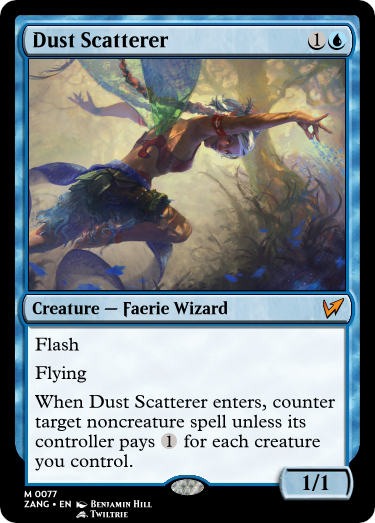 Dust Scatterer 1
Creature — Faerie Wizard
Flash
Flying
When Dust Scatterer enters, counter
target noncreature spell unless its
controller pays 1 for each creature
you control.
1/1
M 0077
ZANG • EN Benjamin Hill
Twiltrie